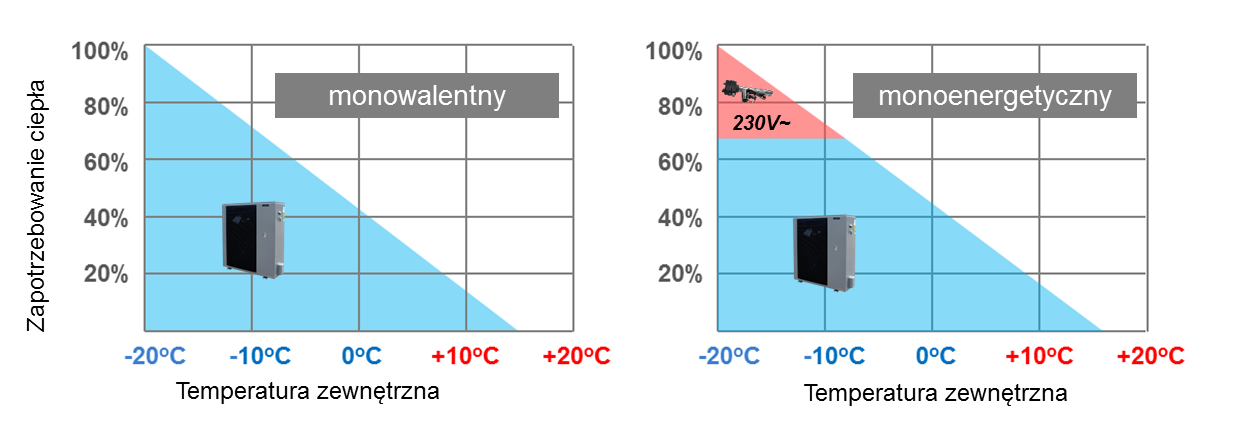 Zapotrzebowanie ciepła
100%
80%
60%
40%
20%
monowalentny
-20°C -10°C 0°C +10°C +20°C
Temperatura zewnętrzna
100%
80%
60%
40%
20%
monoenergetyczny
230V~
-20°C -10°C 0°C +10°C +20°C
Temperatura zewnętrzna